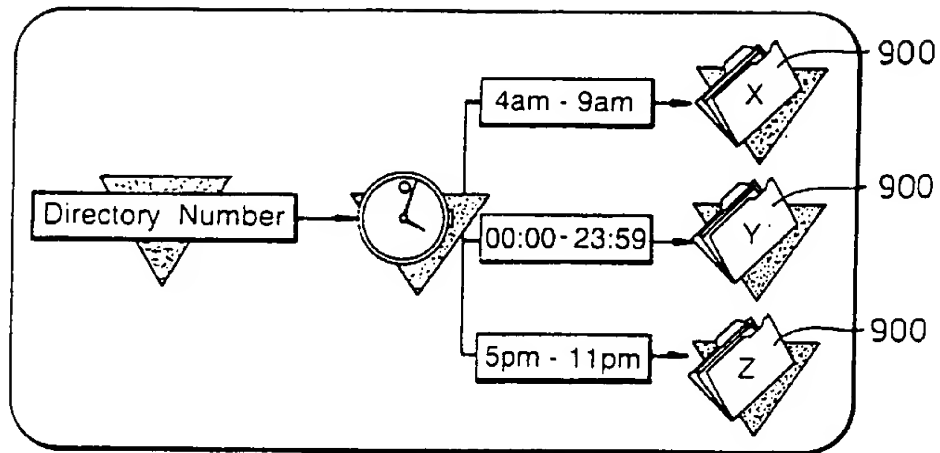 4am - 9am
X
900
Directory Number
00:00 - 23:59
Y
900
5pm - 11pm
Z
900